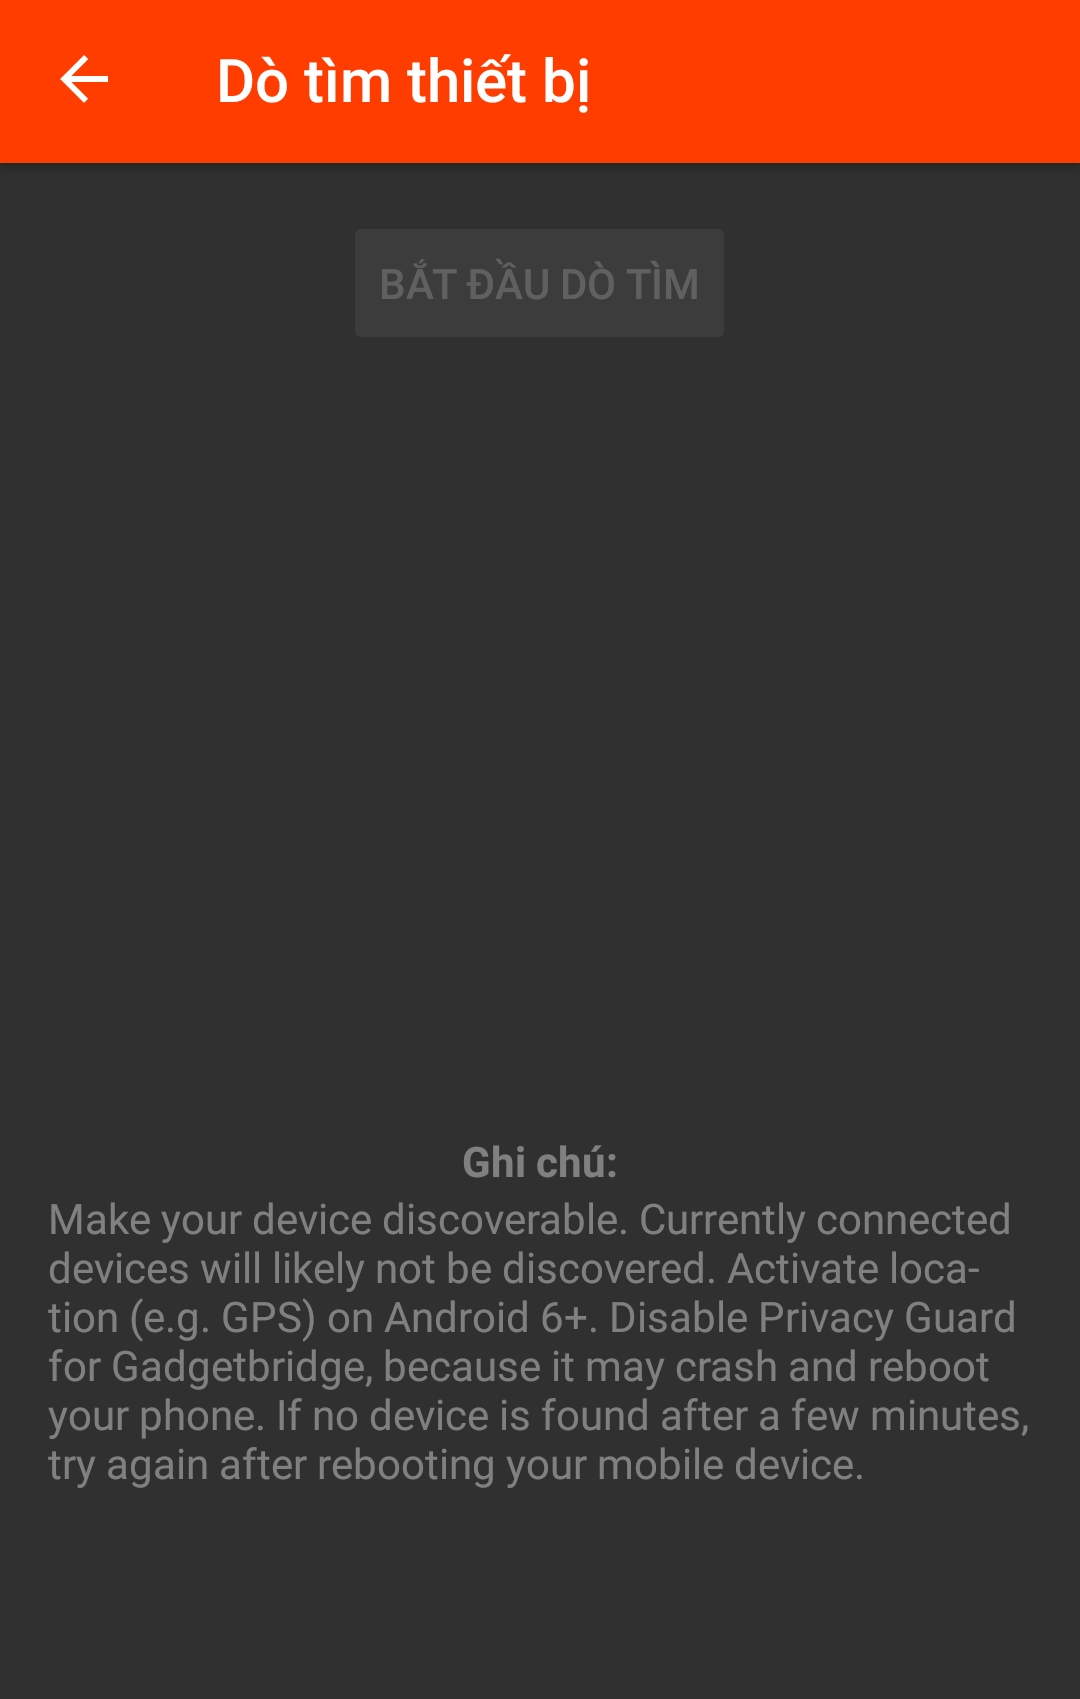 Dò tìm thiết bị
BẮT ĐẦU DÒ TÌM
Ghi chú:
Make your device discoverable. Currently connected
devices will likely not be discovered. Activate loca-
tion (e.g. GPS) on Android 6+. Disable Privacy Guard
for Gadgetbridge, because it may crash and reboot
your phone. If no device is found after a few minutes,
try again after rebooting your mobile device.